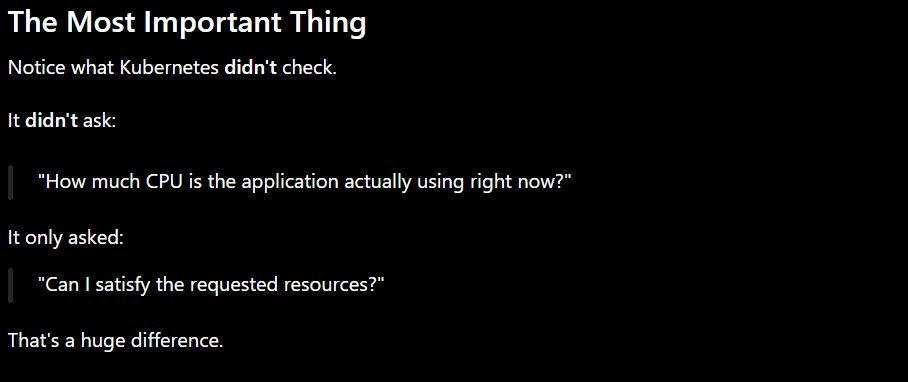 The Most Important Thing
Notice what Kubernetes didn't check.
It didn't ask:
"How much CPU is the application actually using right now?"
It only asked:
"Can I satisfy the requested resources?"
That's a huge difference.